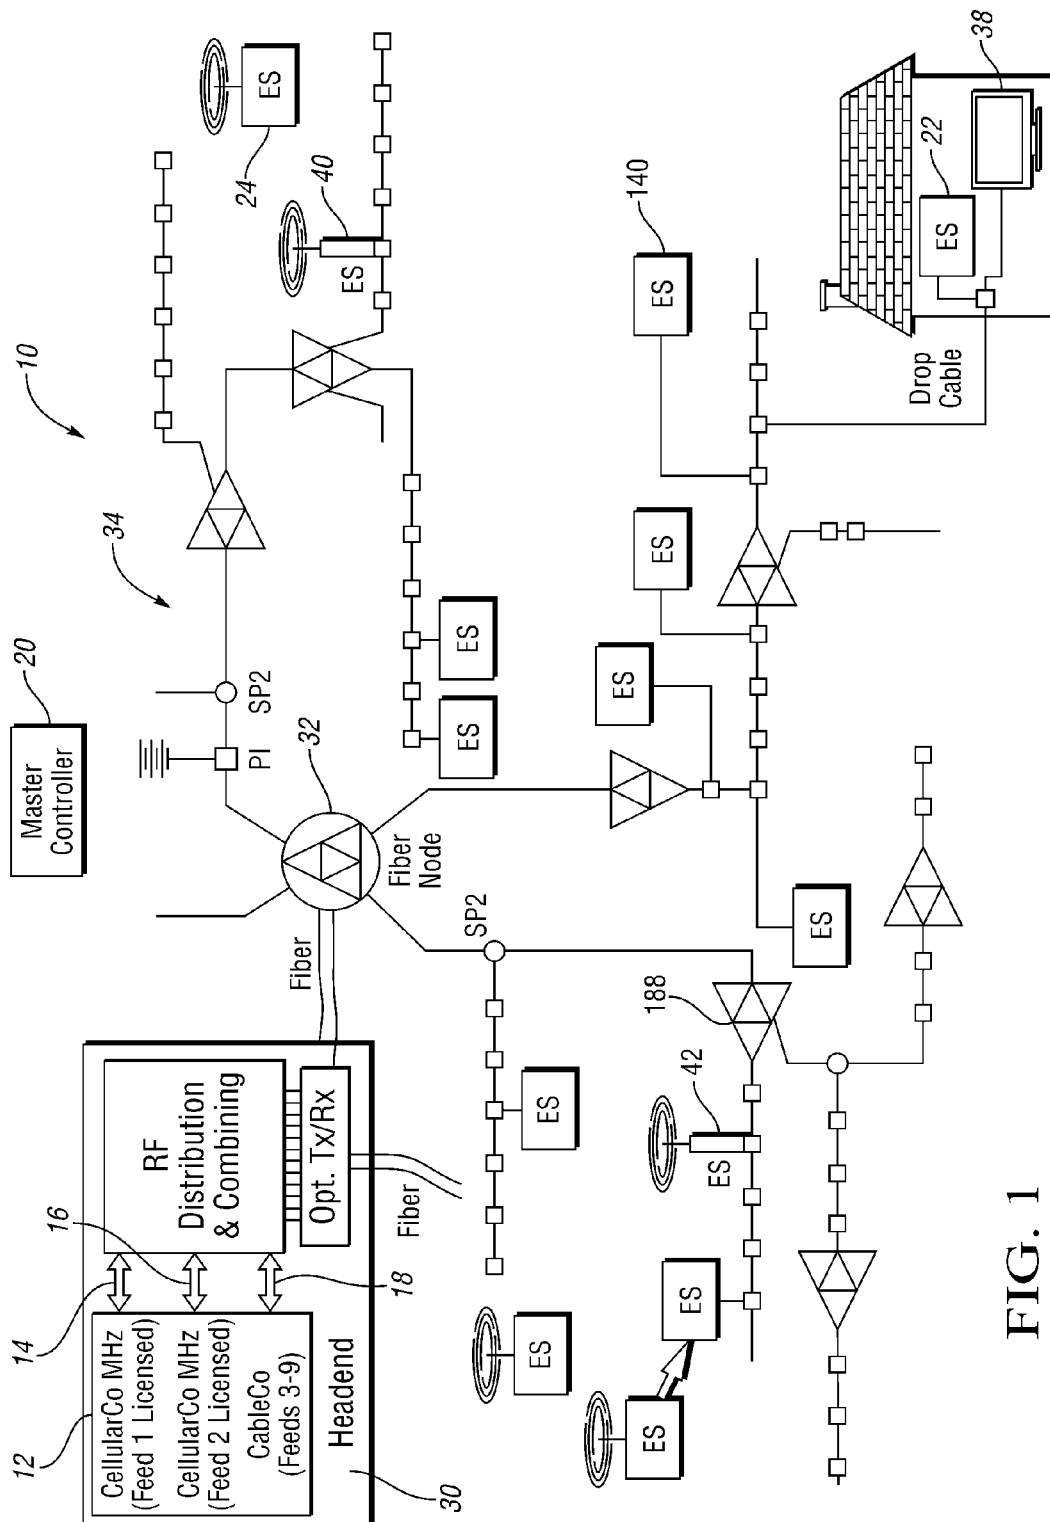 10
34
20
Master
Controller
24
ES
40
ES
SP2
PI
32
Fiber
Node
ES
ES
Fiber
RF
Distribution
& Combining
Opt. Tx/Rx
Fiber
14
16
18
12
CellularCo MHz
(Feed 1 Licensed)
CellularCo MHz
(Feed 2 Licensed)
CableCo
(Feeds 3-9)
Headend
30
SP2
ES
ES
ES
ES
140
ES
ES
188
42
ES
ES
ES
ES
Drop
Cable
ES
22
38
FIG. 1